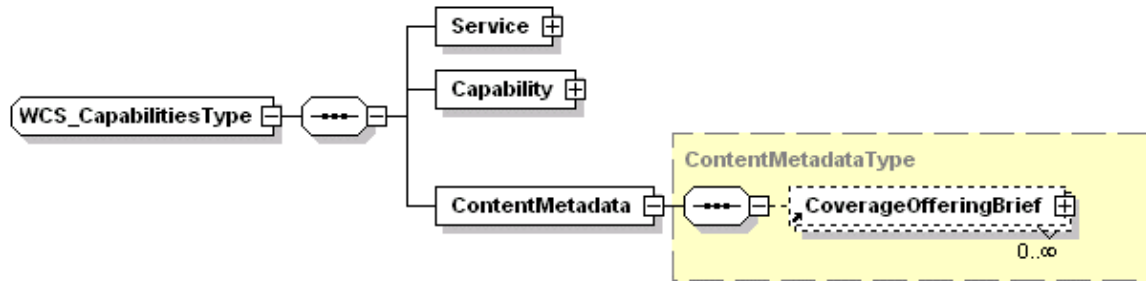 Service
Capability
WCS_CapabilitiesType
ContentMetadataType
ContentMetadata
CoverageOfferingBrief
0..∞